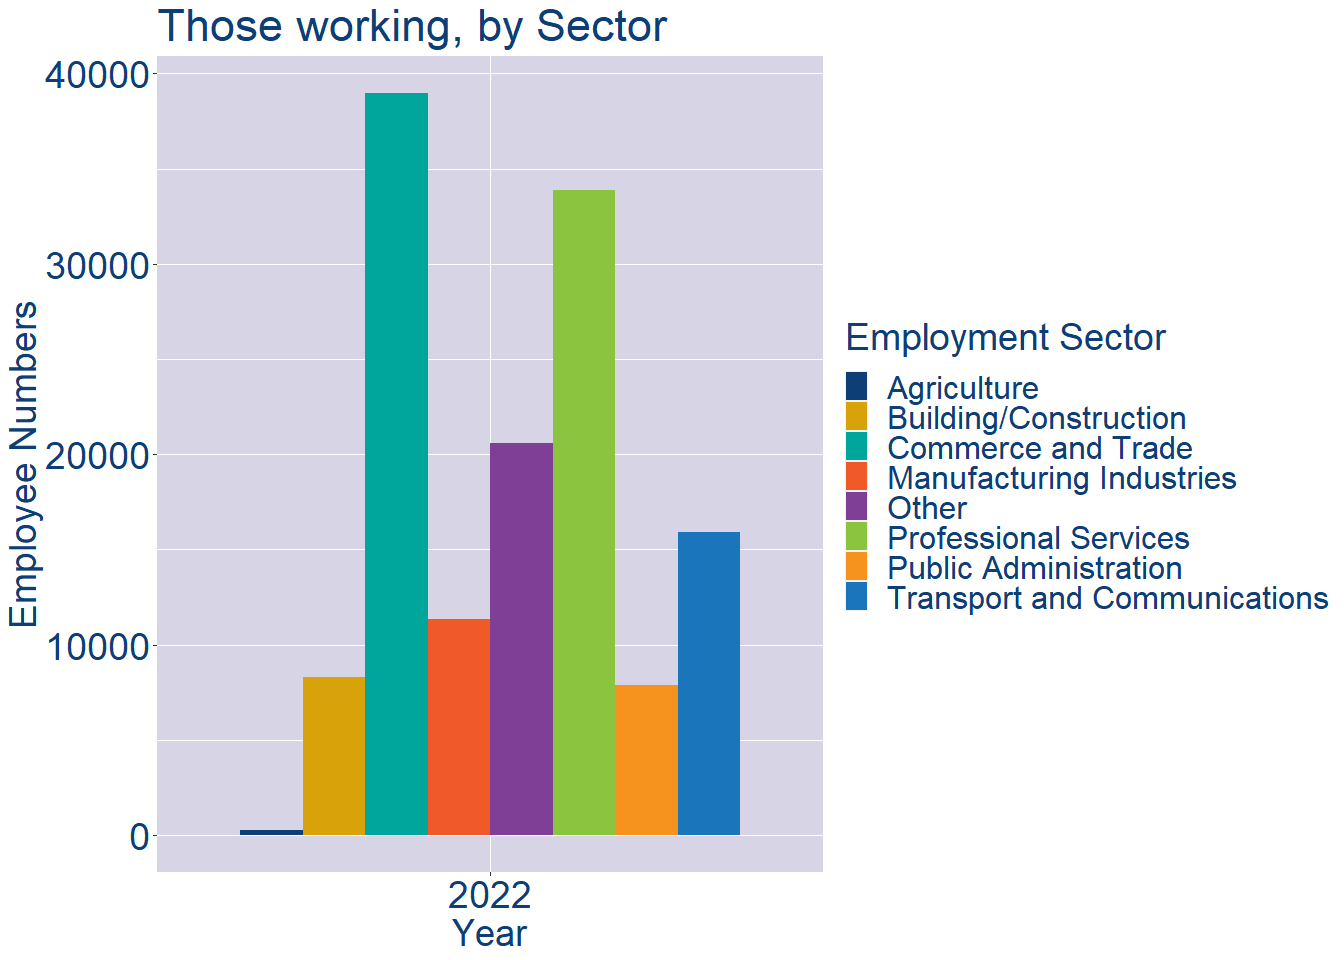 Those working, by Sector
40000
30000
20000
10000
0
Employee Numbers
2022
Year
Employment Sector
Agriculture
Building/Construction
Commerce and Trade
Manufacturing Industries
Other
Professional Services
Public Administration
Transport and Communications